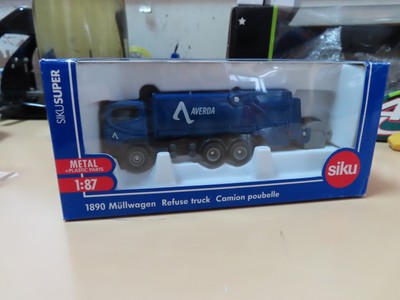 SIKU SUPER
AVERDA
METAL
+PLASTIC PARTS
1:87
siku
1890 Müllwagen Refuse truck Camion poubelle